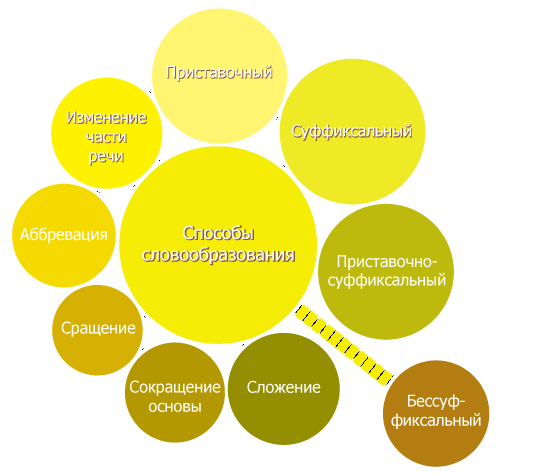 Приставочный
Суффиксальный
Изменение
части
речи
Способы
словообразования
Аббревация
Приставочно-
суффиксальный
Сращение
Сокращение
основы
Сложение
Бессуф-
фиксальный